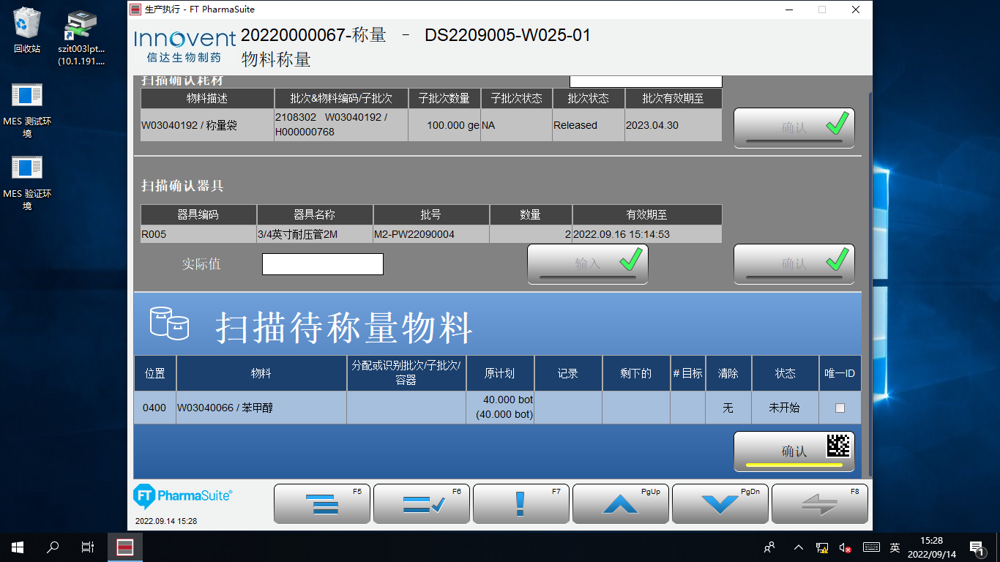 回收站
szit003lpt...
(10.1.191....
MES 测试环
境
MES 验证环
境
生产执行 - FT PharmaSuite
Innovent
信达生物制药
20220000067-称量 - DS2209005-W025-01
物料称量
扫描确认耗材
物料描述 批次&物料编码/子批次 子批次数量 子批次状态 批次状态 批次有效期至
W03040192 / 称量袋 2108302 W03040192 /
H000000768 100.000 ge NA Released 2023.04.30
确认
扫描确认器具
器具编码 器具名称 批号 数量 有效期至
R005 3/4英寸耐压管2M M2-PW22090004 2 2022.09.16 15:14:53
实际值 输入 确认
扫描待称量物料
位置 物料 分配或识别批次/子批次/
容器 原计划 记录 剩下的 # 目标 清除 状态 唯一ID
0400 W03040066 / 苯甲醇 40.000 bot
(40.000 bot) 无 未开始
确认
FT PharmaSuite
2022.09.14 15:28
F5 F6 F7 PgUp PgDn F8
英 15:28
2022/09/14 1